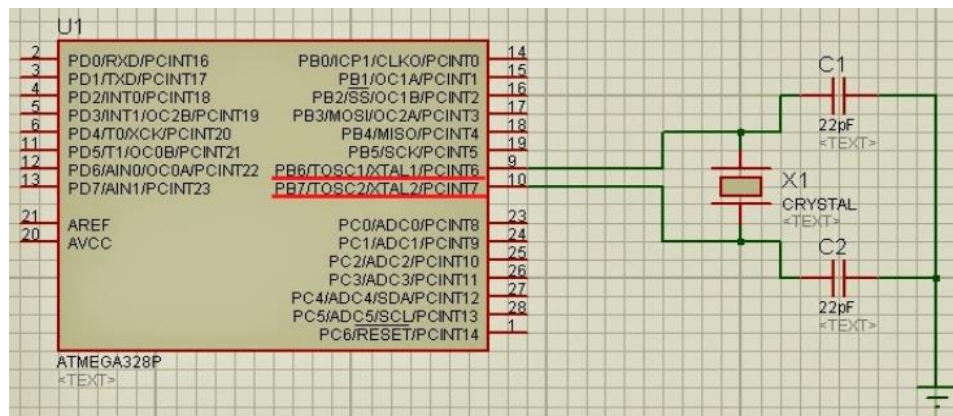 U1
2 PD0/RXD/PCINT16 PB0/ICP1/CLKO/PCINT0 14
3 PD1/TXD/PCINT17 PB1/OC1A/PCINT1 15
4 PD2/INT0/PCINT18 PB2/SS/OC1B/PCINT2 16
5 PD3/INT1/OC2B/PCINT19 PB3/MOSI/OC2A/PCINT3 17
6 PD4/T0/XCK/PCINT20 PB4/MISO/PCINT4 18
11 PD5/T1/OC0B/PCINT21 PB5/SCK/PCINT5 19
12 PD6/AIN0/OC0A/PCINT22 PB6/TOSC1/XTAL1/PCINT6 9
13 PD7/AIN1/PCINT23 PB7/TOSC2/XTAL2/PCINT7 10
21 AREF PC0/ADC0/PCINT8 23
20 AVCC PC1/ADC1/PCINT9 24
PC2/ADC2/PCINT10 25
PC3/ADC3/PCINT11 26
PC4/ADC4/SDA/PCINT12 27
PC5/ADC5/SCL/PCINT13 28
PC6/RESET/PCINT14 1
ATMEGA328P
<TEXT>
C1
22pF
<TEXT>
X1
CRYSTAL
<TEXT>
C2
22pF
<TEXT>